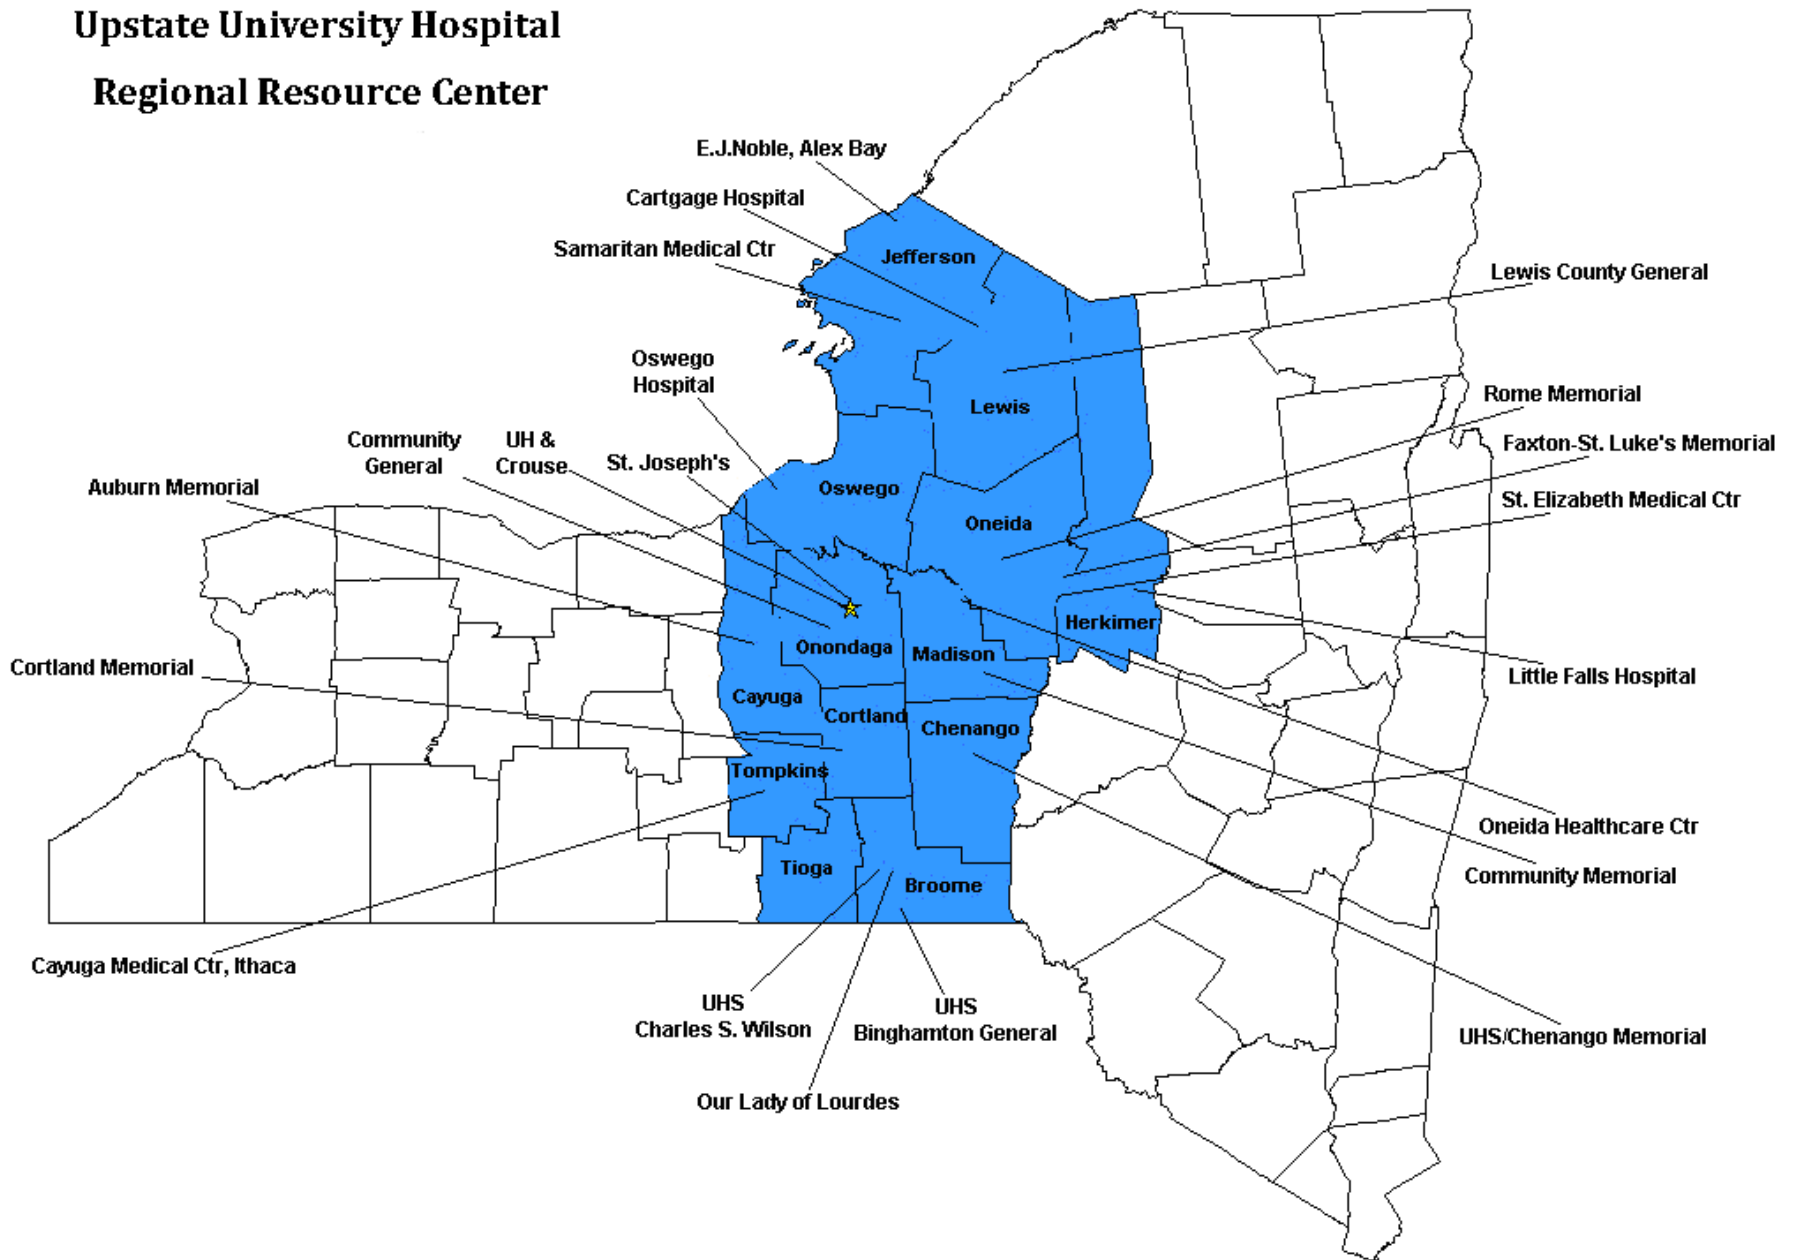 Upstate University Hospital
Regional Resource Center
E.J.Noble, Alex Bay
Cartgage Hospital
Samaritan Medical Ctr
Jefferson
Lewis County General
Oswego
Hospital
Lewis
Rome Memorial
Community
General
UH &
Crouse
St. Joseph's
Faxton-St. Luke's Memorial
Auburn Memorial
Oswego
St. Elizabeth Medical Ctr
Oneida
Herkimer
Onondaga
Madison
Cortland Memorial
Little Falls Hospital
Cayuga
Cortland
Chenango
Tompkins
Oneida Healthcare Ctr
Tioga
Broome
Community Memorial
Cayuga Medical Ctr, Ithaca
UHS
Charles S. Wilson
UHS
Binghamton General
UHS/Chenango Memorial
Our Lady of Lourdes